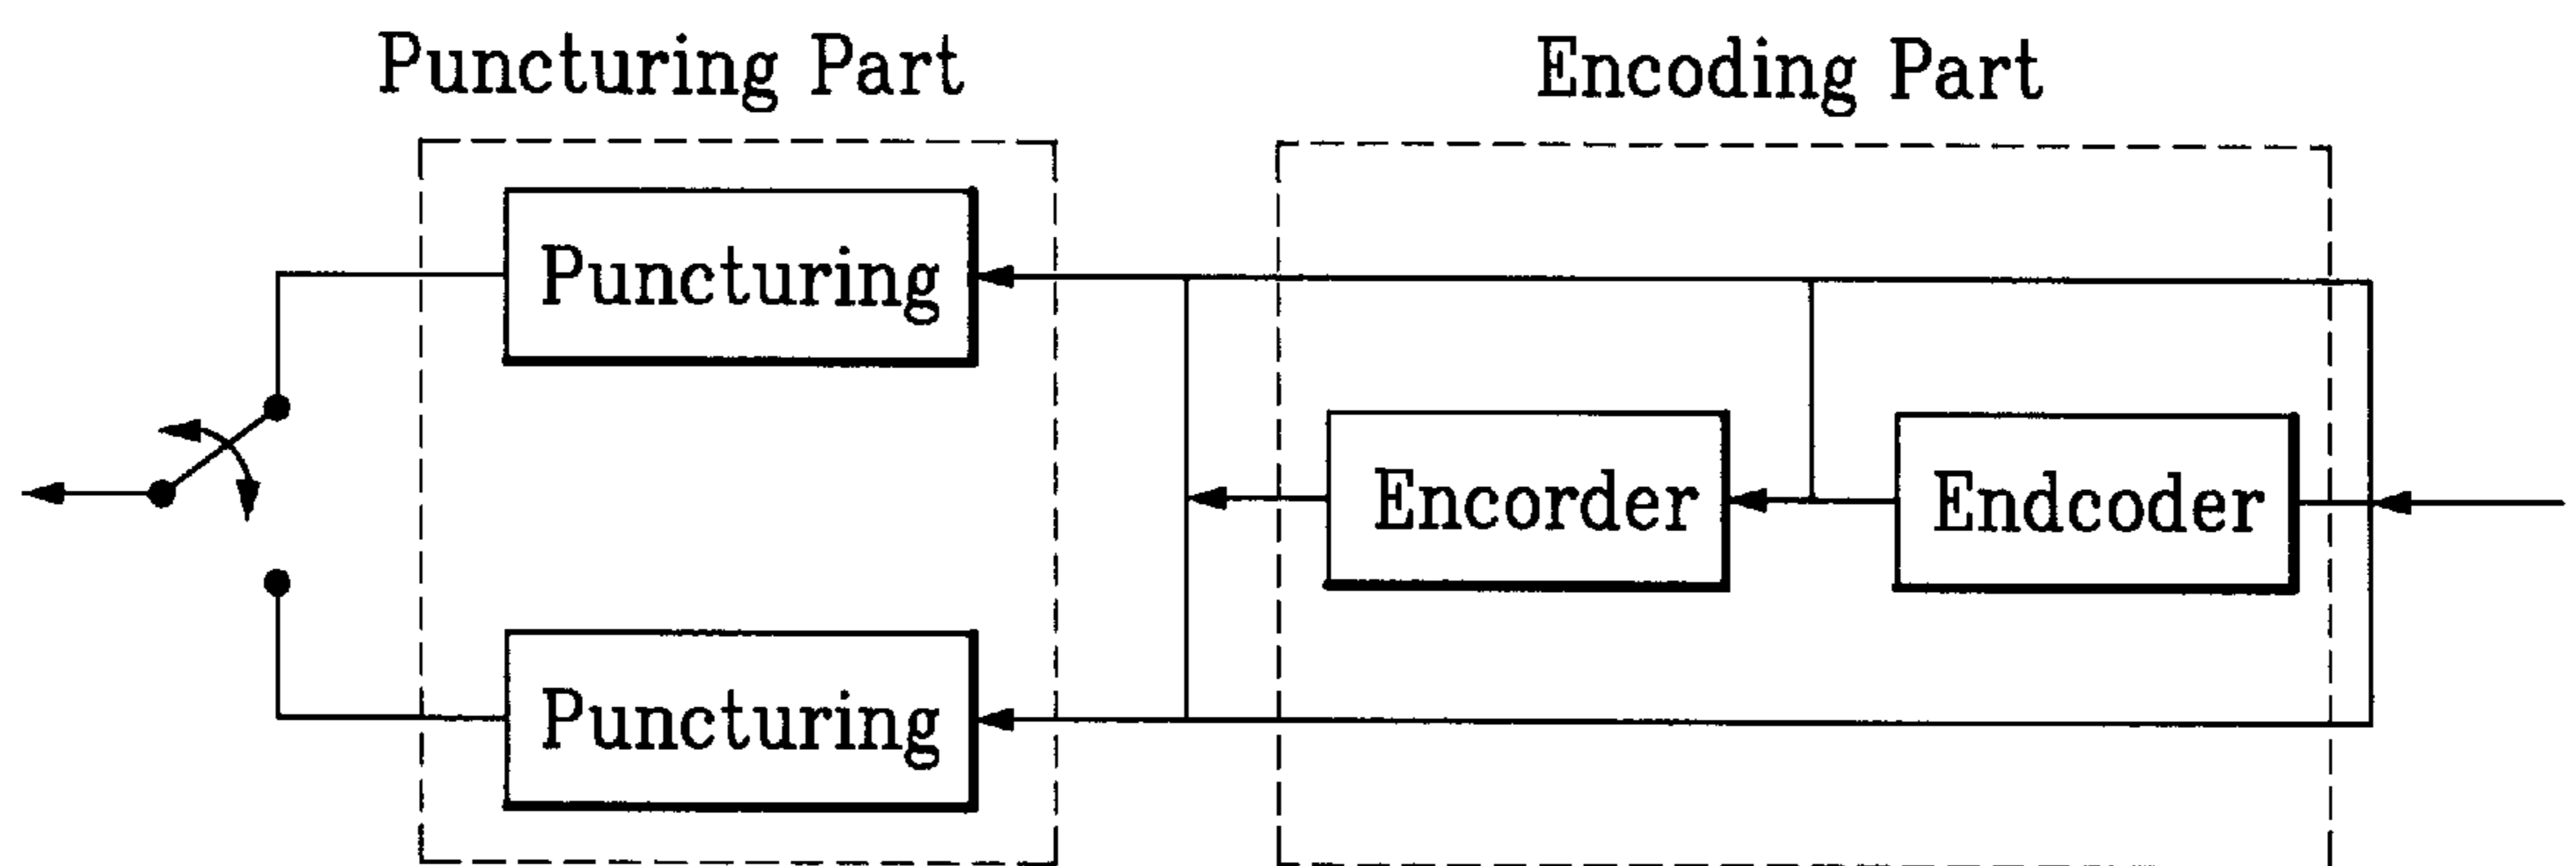 Puncturing Part
Encoding Part
Puncturing
Encorder
Endcoder
Puncturing